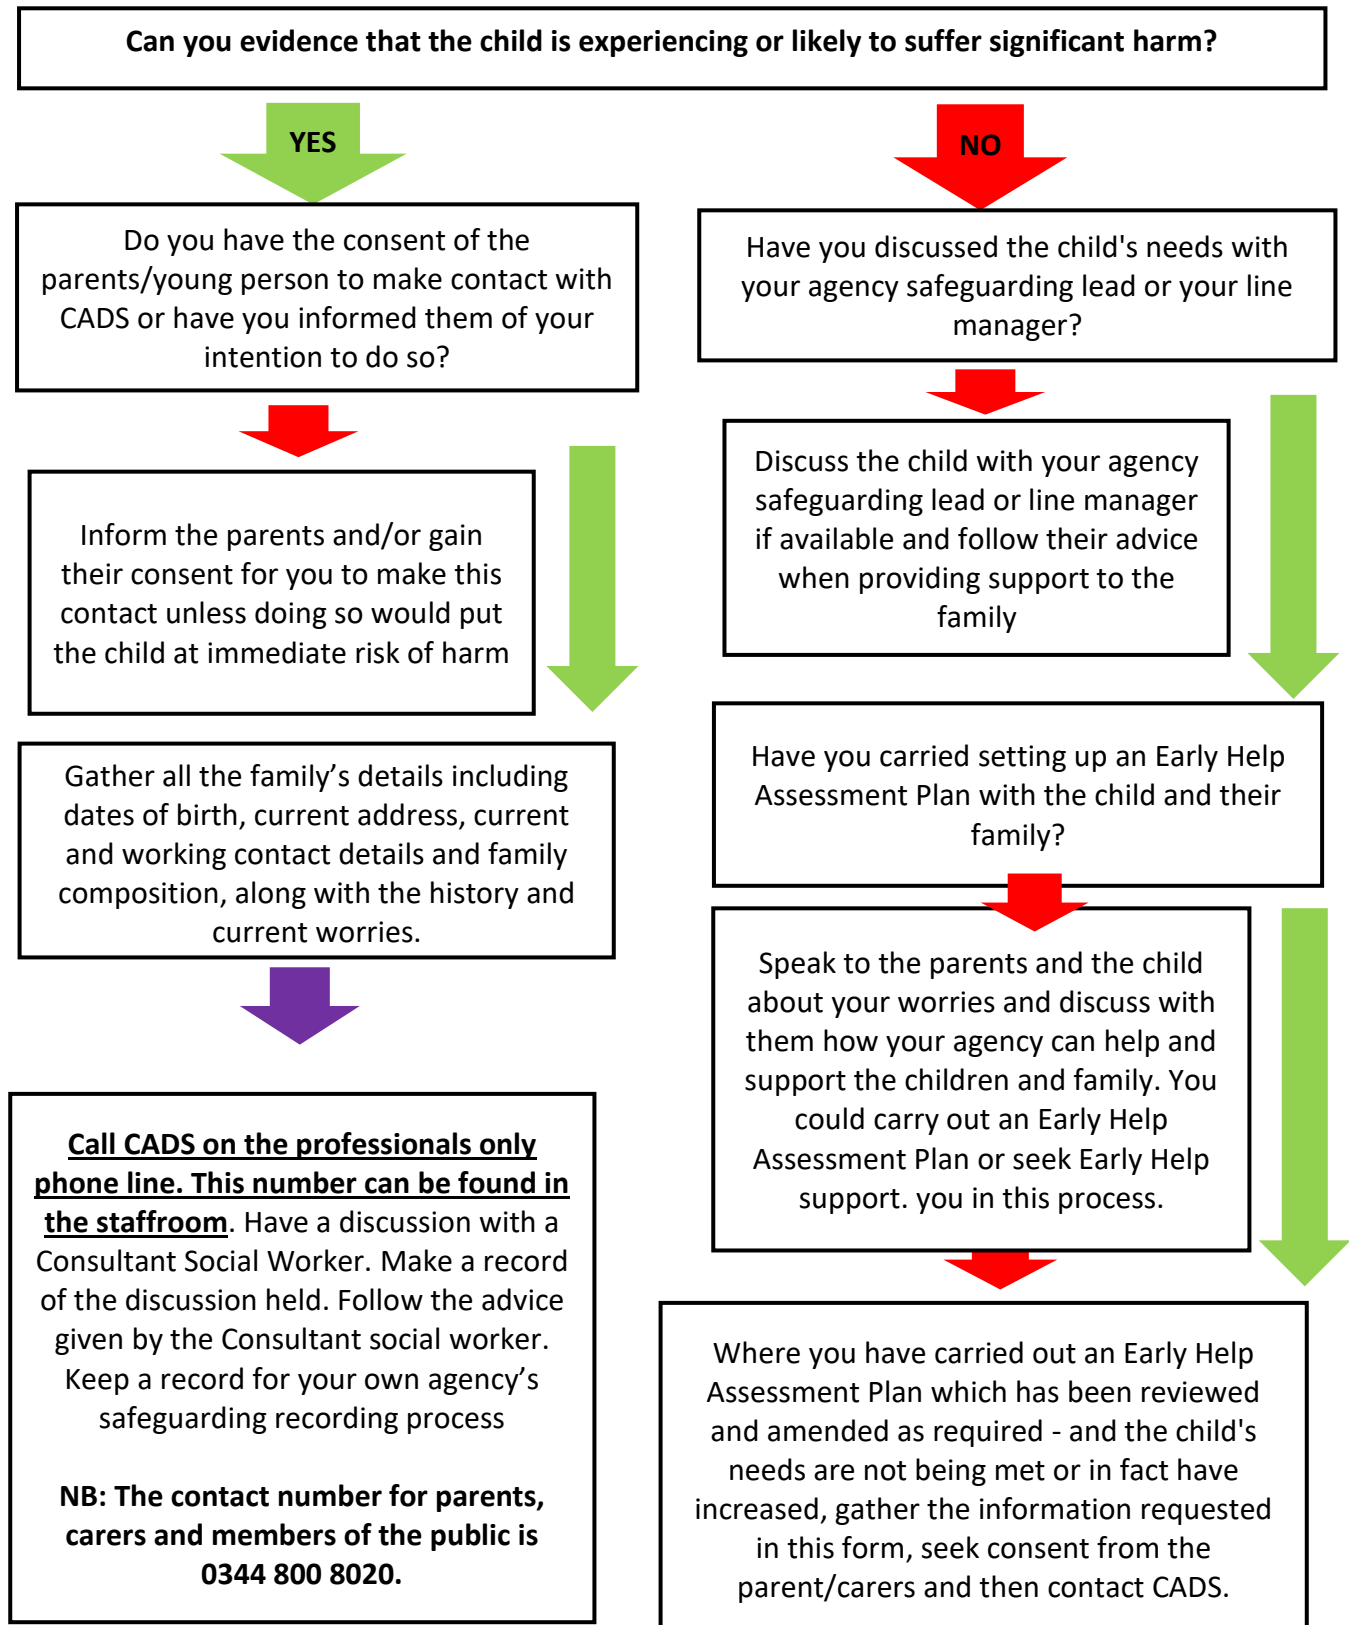 Can you evidence that the child is experiencing or likely to suffer significant harm?
YES
NO
Do you have the consent of the
parents/young person to make contact with
CADS or have you informed them of your
intention to do so?
Inform the parents and/or gain
their consent for you to make this
contact unless doing so would put
the child at immediate risk of harm
Gather all the family’s details including
dates of birth, current address, current
and working contact details and family
composition, along with the history and
current worries.
Call CADS on the professionals only
phone line. This number can be found in
the staffroom. Have a discussion with a
Consultant Social Worker. Make a record
of the discussion held. Follow the advice
given by the Consultant social worker.
Keep a record for your own agency’s
safeguarding recording process
NB: The contact number for parents,
carers and members of the public is
0344 800 8020.
Have you discussed the child's needs with
your agency safeguarding lead or your line
manager?
Discuss the child with your agency
safeguarding lead or line manager
if available and follow their advice
when providing support to the
family
Have you carried setting up an Early Help
Assessment Plan with the child and their
family?
Speak to the parents and the child
about your worries and discuss with
them how your agency can help and
support the children and family. You
could carry out an Early Help
Assessment Plan or seek Early Help
support. you in this process.
Where you have carried out an Early Help
Assessment Plan which has been reviewed
and amended as required - and the child's
needs are not being met or in fact have
increased, gather the information requested
in this form, seek consent from the
parent/carers and then contact CADS.